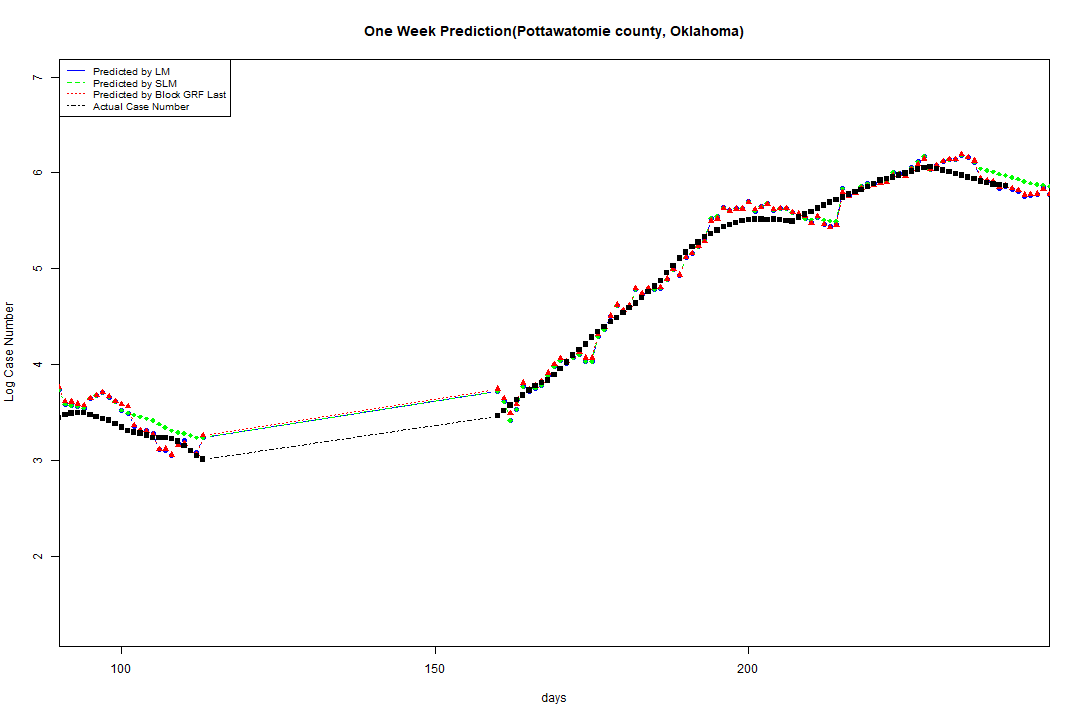 One Week Prediction(Pottawatomie county, Oklahoma)
Predicted by LM
Predicted by SLM
Predicted by Block GRF Last
Actual Case Number
7
6
5
4
3
2
Log Case Number
100
150
200
days